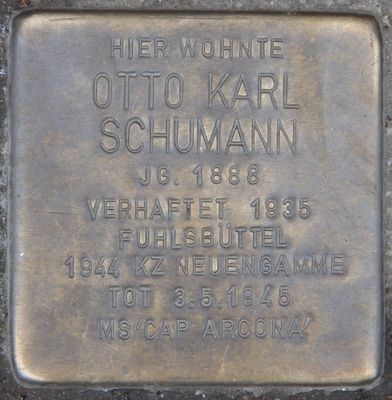 HIER WOHNTE
OTTO KARL
SCHUMANN
JG. 1888
VERHAFTET 1935
FUHLSBÜTTEL
1944 KZ NEUENGAMME
TOT 3.5.1945
MS'CAP ARCONA'